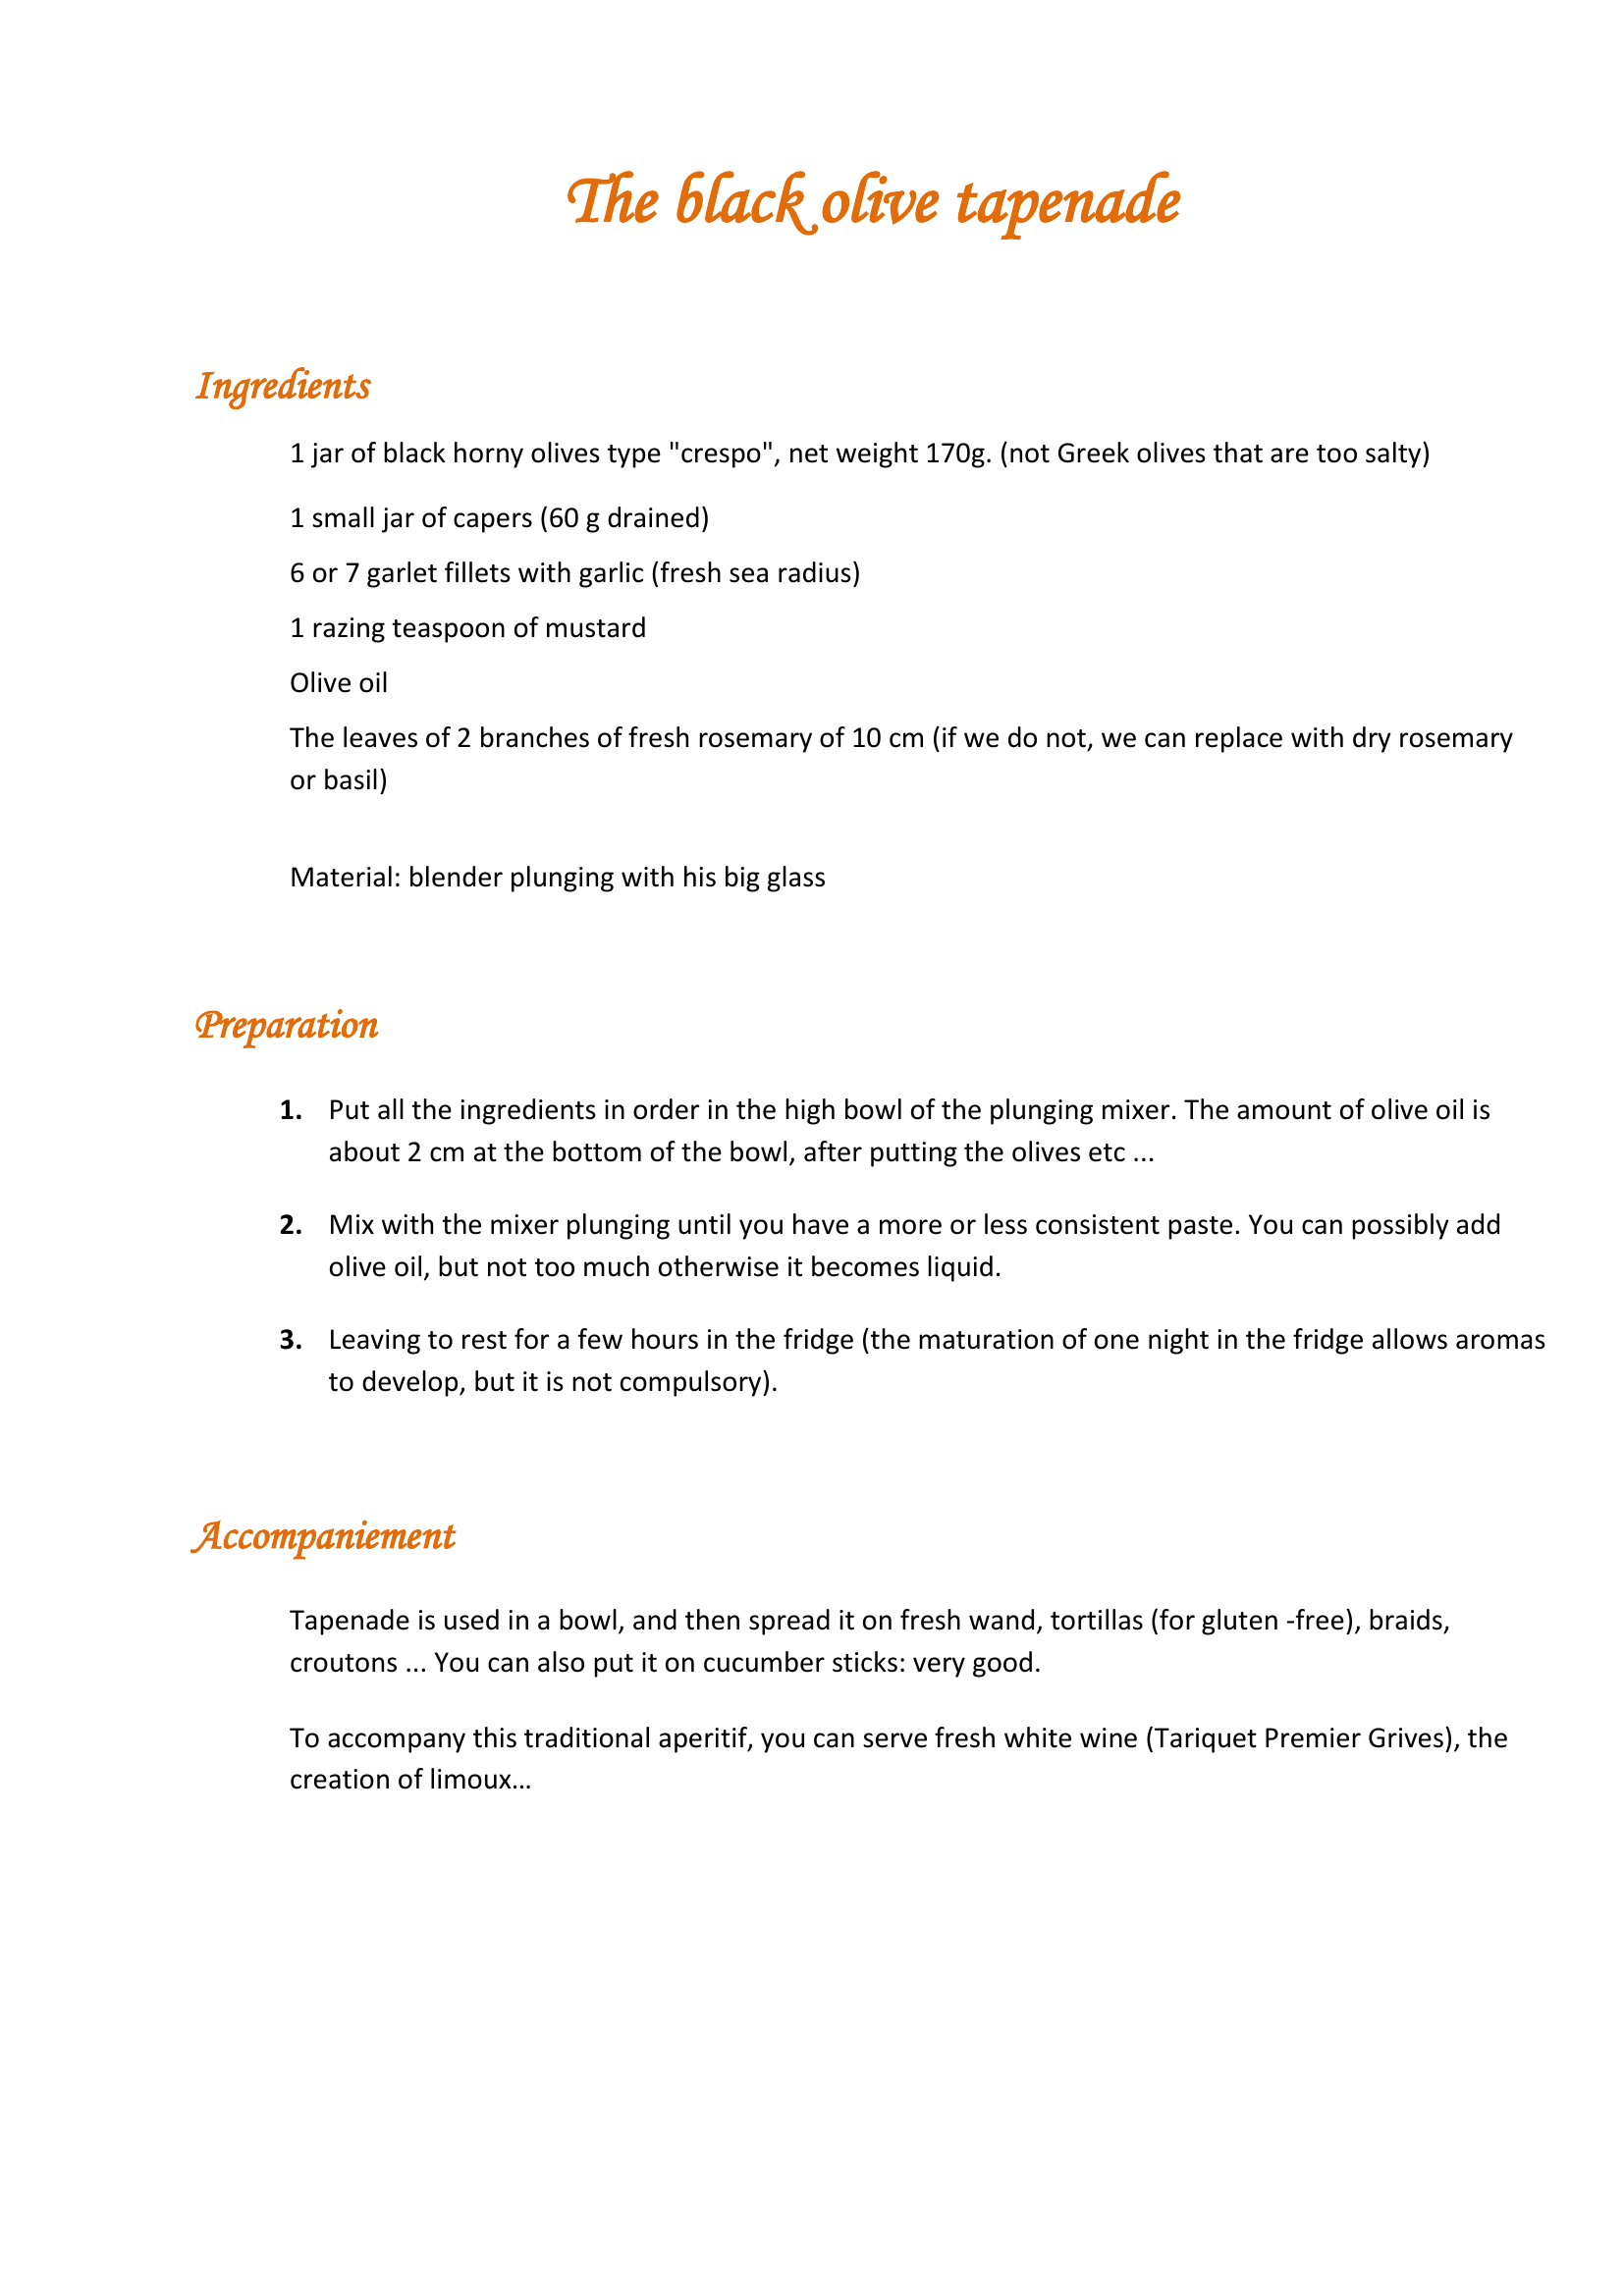 The black olive tapenade
Ingredients
1 jar of black horny olives type "crespo", net weight 170g. (not Greek olives that are too salty)
1 small jar of capers (60 g drained)
6 or 7 garlet fillets with garlic (fresh sea radius)
1 razing teaspoon of mustard
Olive oil
The leaves of 2 branches of fresh rosemary of 10 cm (if we do not, we can replace with dry rosemary
or basil)
Material: blender plunging with his big glass
Preparation
1. Put all the ingredients in order in the high bowl of the plunging mixer. The amount of olive oil is
about 2 cm at the bottom of the bowl, after putting the olives etc ...
2. Mix with the mixer plunging until you have a more or less consistent paste. You can possibly add
olive oil, but not too much otherwise it becomes liquid.
3. Leaving to rest for a few hours in the fridge (the maturation of one night in the fridge allows aromas
to develop, but it is not compulsory).
Accompaniement
Tapenade is used in a bowl, and then spread it on fresh wand, tortillas (for gluten -free), braids,
croutons ... You can also put it on cucumber sticks: very good.
To accompany this traditional aperitif, you can serve fresh white wine (Tariquet Premier Grives), the
creation of limoux...